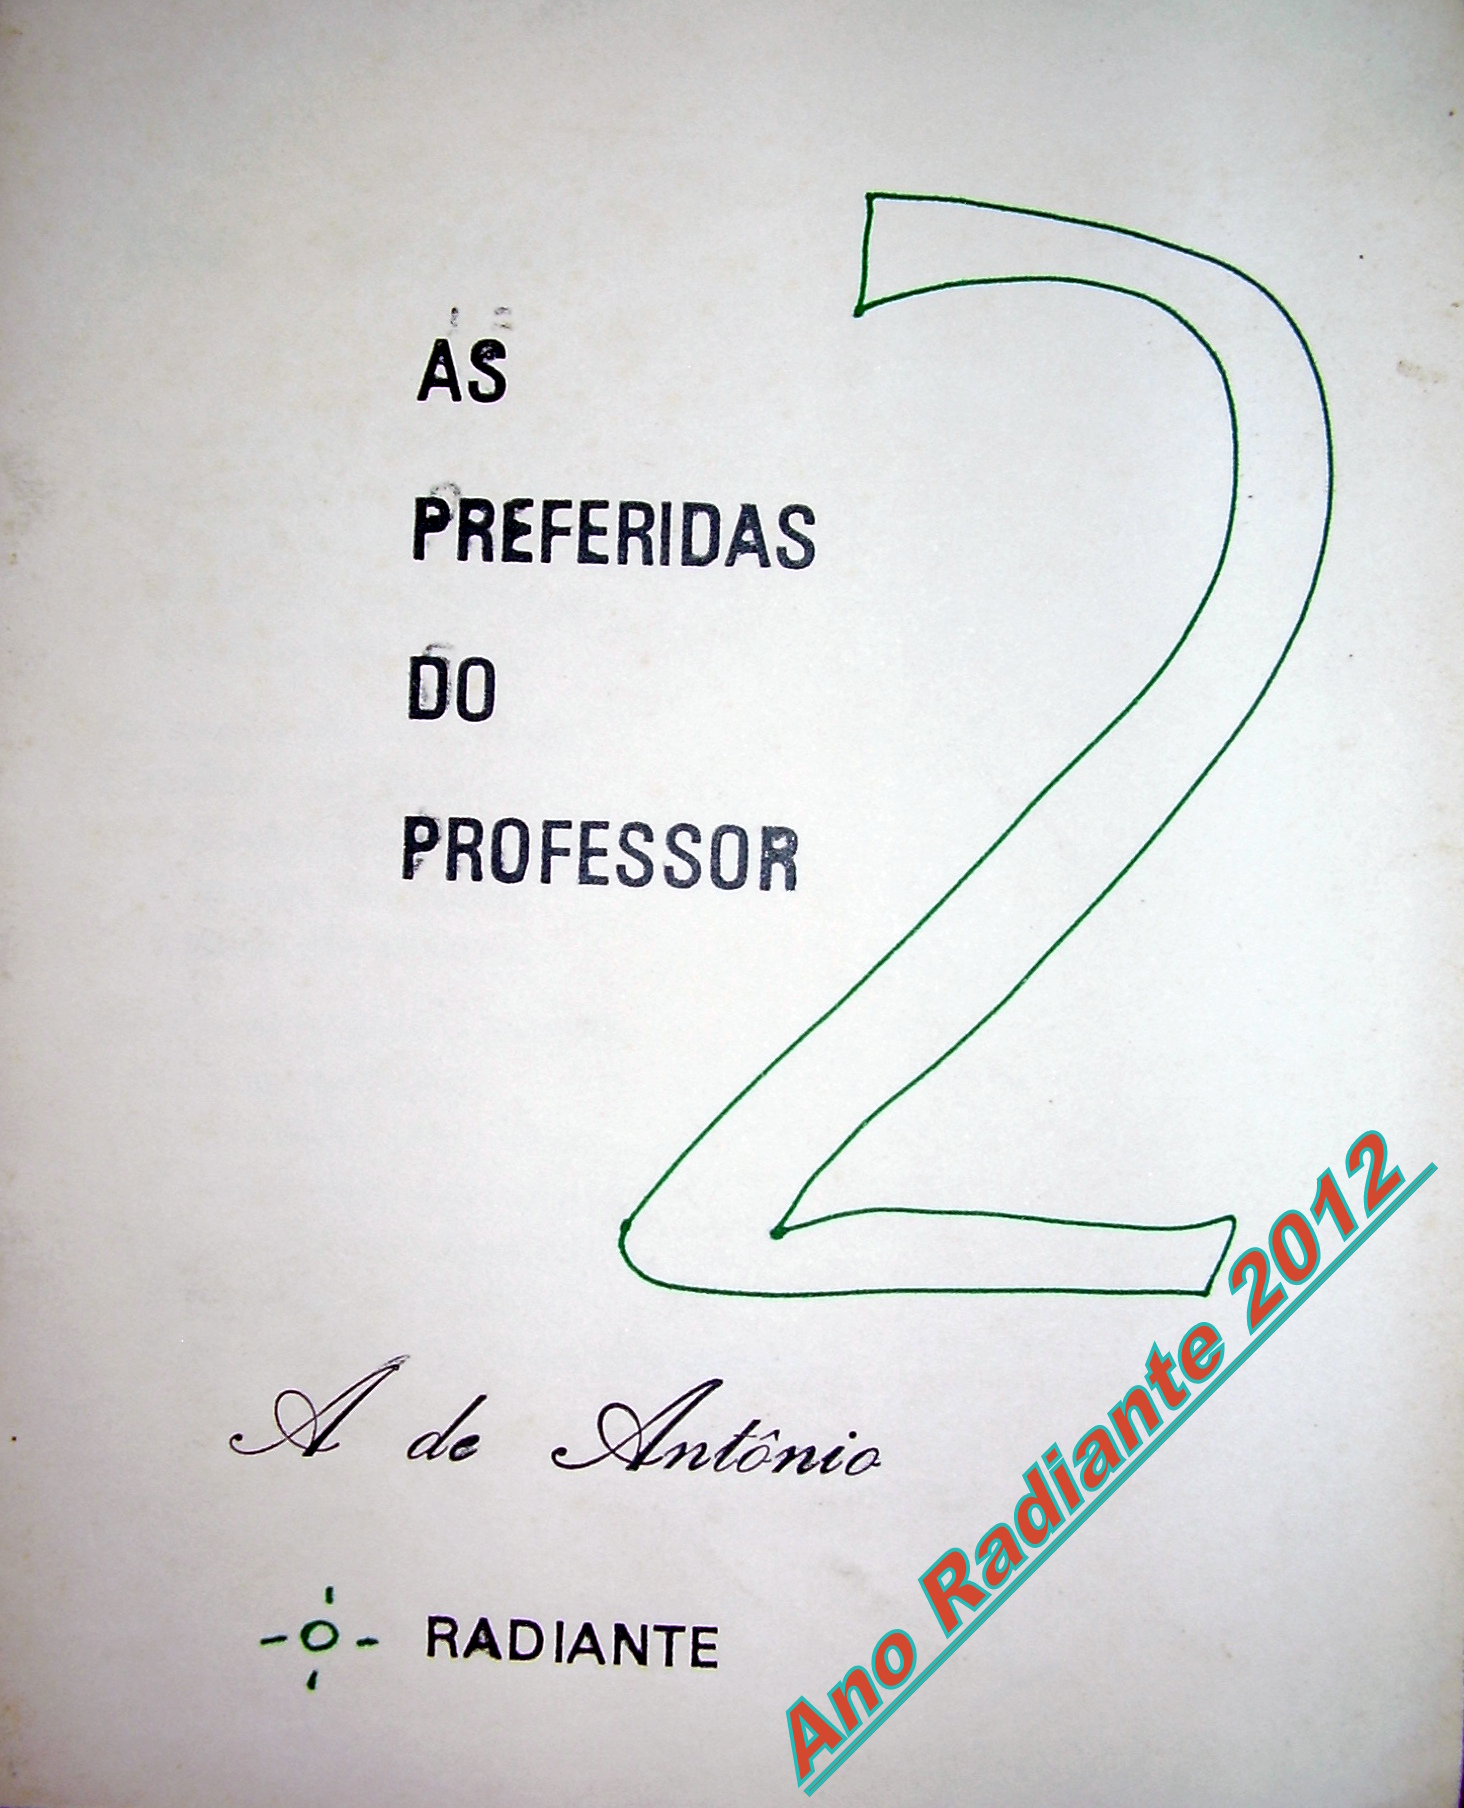 AS
PREFERIDAS
DO
PROFESSOR
2
A de Antônio
RADIANTE
Ano Radiante 2012